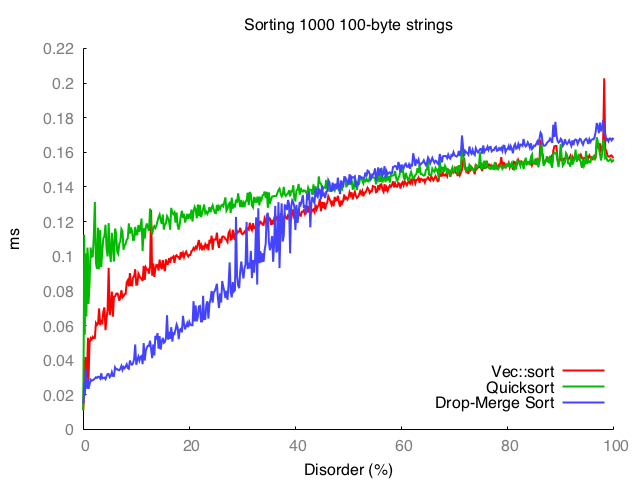 Sorting 1000 100-byte strings
0.22
0.2
0.18
0.16
0.14
0.12
0.1
0.08
0.06
0.04
0.02
0
ms
Vec::sort
Quicksort
Drop-Merge Sort
0 20 40 60 80 100
Disorder (%)